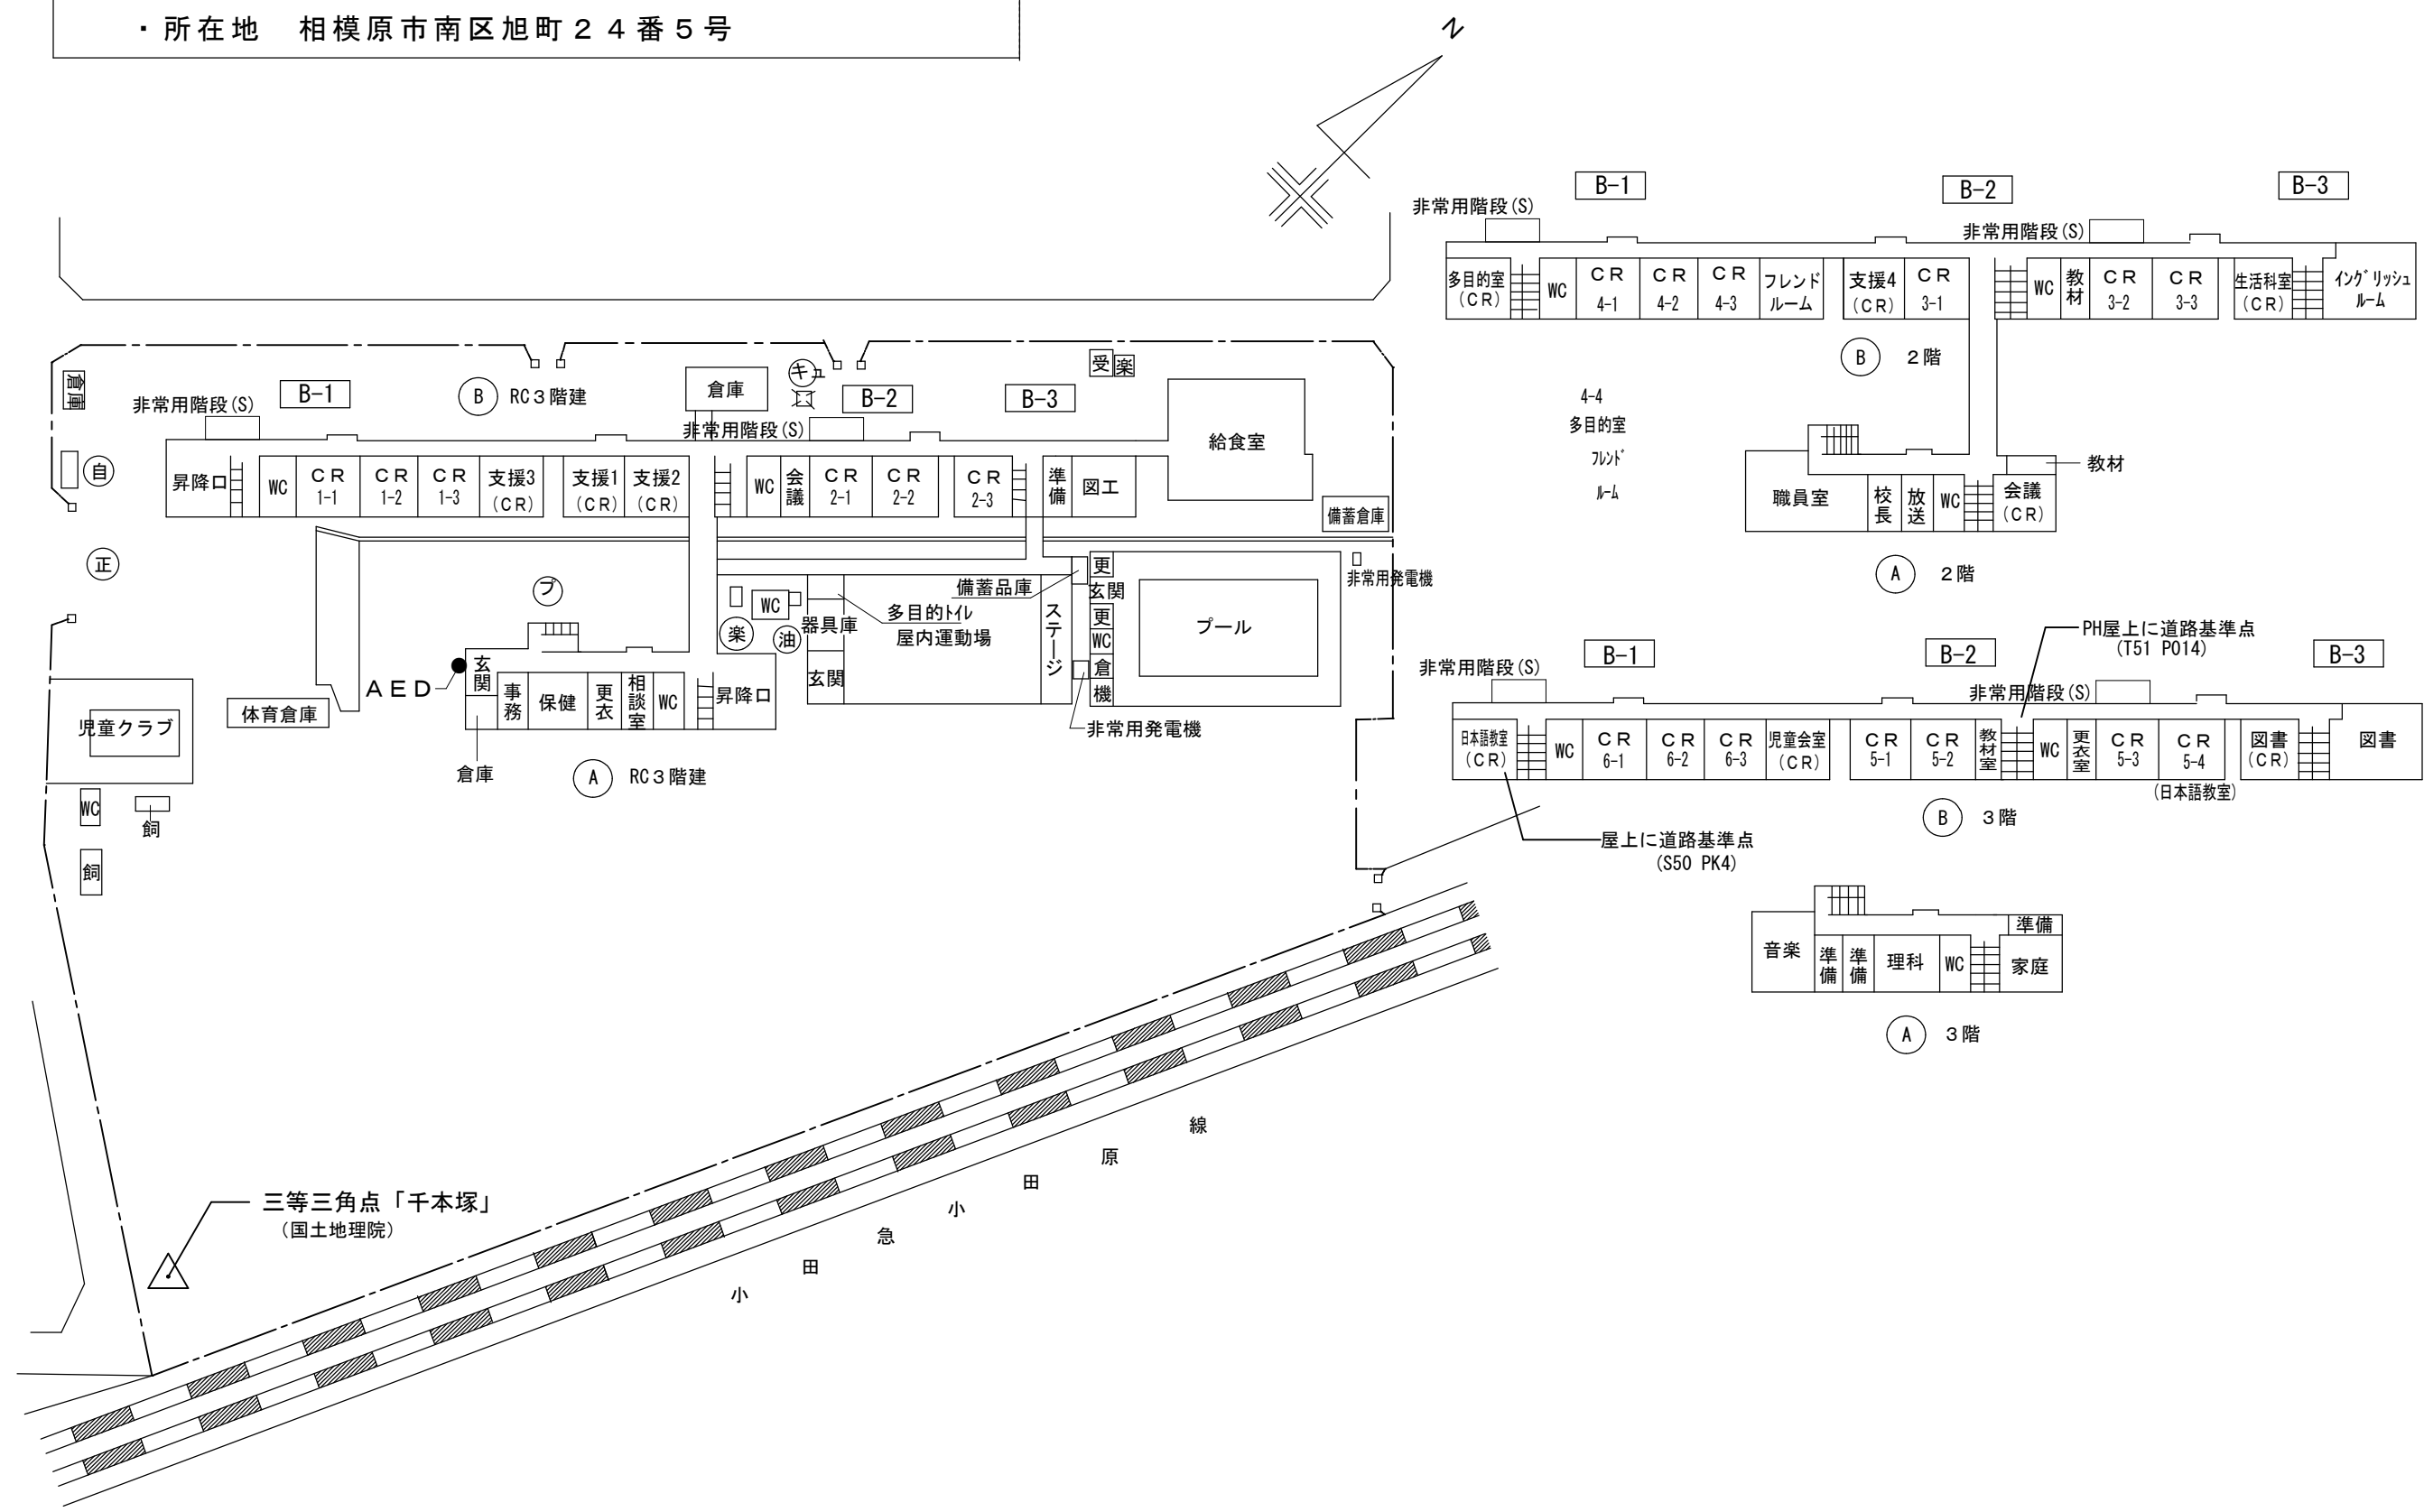 ・所在地　相模原市南区旭町２４番５号
N
B-1
B-2
B-3
非常用階段(S)
非常用階段(S)
多目的室
(CR)
WC
CR
4-1
CR
4-2
CR
4-3
フレンド
ルーム
支援4
(CR)
CR
3-1
WC
教材
CR
3-2
CR
3-3
生活科室
(CR)
イングリッシュ
ルーム
B ２階
4-4
多目的室
フレンド
ルーム
教材
職員室
校長
放送
WC
会議
(CR)
A ２階
倉庫
自
正
非常用階段(S)
B-1
B RC３階建
倉庫
キュ
B-2
B-3
受
楽
非常用階段(S)
給食室
昇降口
WC
CR
1-1
CR
1-2
CR
1-3
支援3
(CR)
支援1
(CR)
支援2
(CR)
WC
会議
CR
2-1
CR
2-2
CR
2-3
準備
図工
備蓄倉庫
非常用発電機
プ
楽
WC
油
器具庫
玄関
多目的トイレ
屋内運動場
備蓄品庫
ステージ
更
玄関
更
WC
倉
機
プール
非常用発電機
AED
玄関
事務
保健
更衣
相談室
WC
昇降口
倉庫
A RC３階建
体育倉庫
児童クラブ
WC
飼
飼
PH屋上に道路基準点
(T51 P014)
B-1
B-2
B-3
非常用階段(S)
非常用階段(S)
日本語教室
(CR)
WC
CR
6-1
CR
6-2
CR
6-3
児童会室
(CR)
CR
5-1
CR
5-2
教材室
WC
更衣室
CR
5-3
CR
5-4
(日本語教室)
図書
(CR)
図書
B ３階
屋上に道路基準点
(S50 PK4)
音楽
準備
準備
理科
WC
準備
家庭
A ３階
三等三角点「千本塚」
(国土地理院)
小田急小田原線